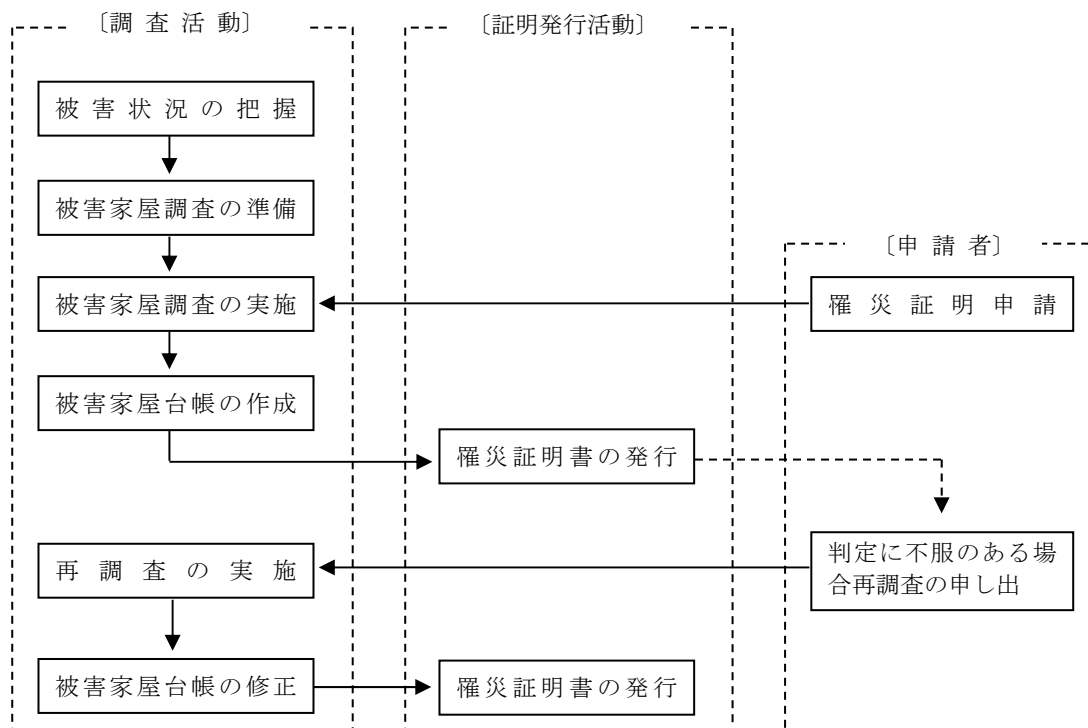 〔調査活動〕
〔証明発行活動〕
被害状況の把握
被害家屋調査の準備
〔申請者〕
被害家屋調査の実施
罹災証明申請
被害家屋台帳の作成
罹災証明書の発行
判定に不服のある場
合再調査の申し出
再調査の実施
被害家屋台帳の修正
罹災証明書の発行